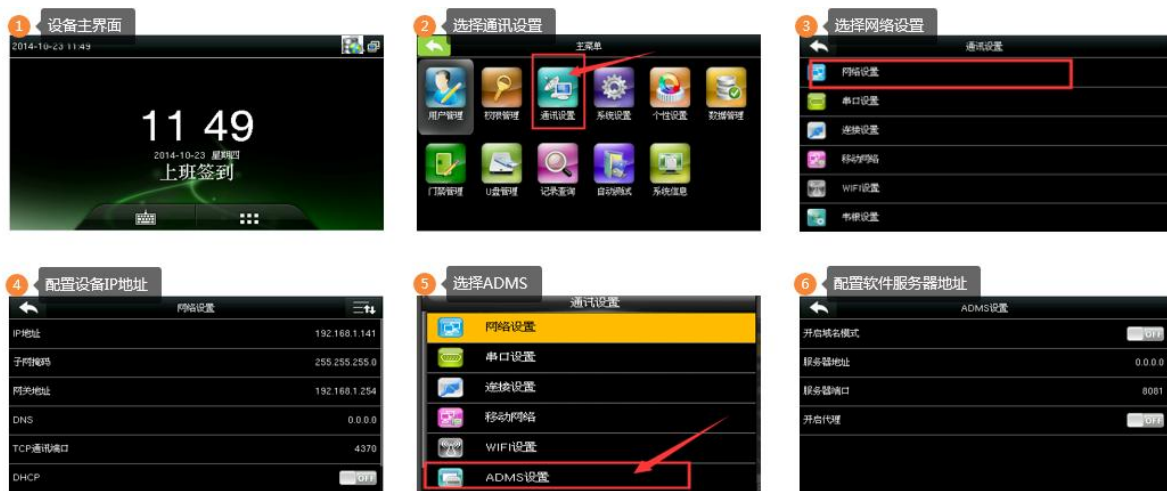 1 设备主界面
2014-10-23 11:49
11 49
2014-10-23 星期四
上班签到
2 选择通讯设置
主菜单
用户管理 权限管理 通讯设置 系统设置 个性设置 数据管理
门禁管理 U盘管理 记录查询 自动测试 系统信息
3 选择网络设置
通讯设置
网络设置
串口设置
连接设置
移动网络
WIFI设置
韦根设置
4 配置设备IP地址
网络设置
IP地址 192.168.1.141
子网掩码 255.255.255.0
网关地址 192.168.1.254
DNS 0.0.0.0
TCP通讯端口 4370
DHCP OFF
5 选择ADMS
通讯设置
网络设置
串口设置
连接设置
移动网络
WIFI设置
ADMS设置
6 配置软件服务器地址
ADMS设置
开启域名模式 OFF
服务器地址 0.0.0.0
服务器端口 8081
开启代理 OFF